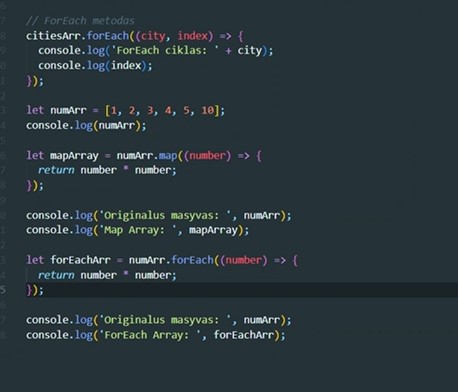 // ForEach metodas
citiesArr.forEach((city, index) => {
  console.log('ForEach ciklas: ' + city);
  console.log(index);
});
let numArr = [1, 2, 3, 4, 5, 10];
console.log(numArr);
let mapArray = numArr.map((number) => {
  return number * number;
});
console.log('Originalus masyvas: ', numArr);
console.log('Map Array: ', mapArray);
let forEachArr = numArr.forEach((number) => {
  return number * number;
});
console.log('Originalus masyvas: ', numArr);
console.log('ForEach Array: ', forEachArr);